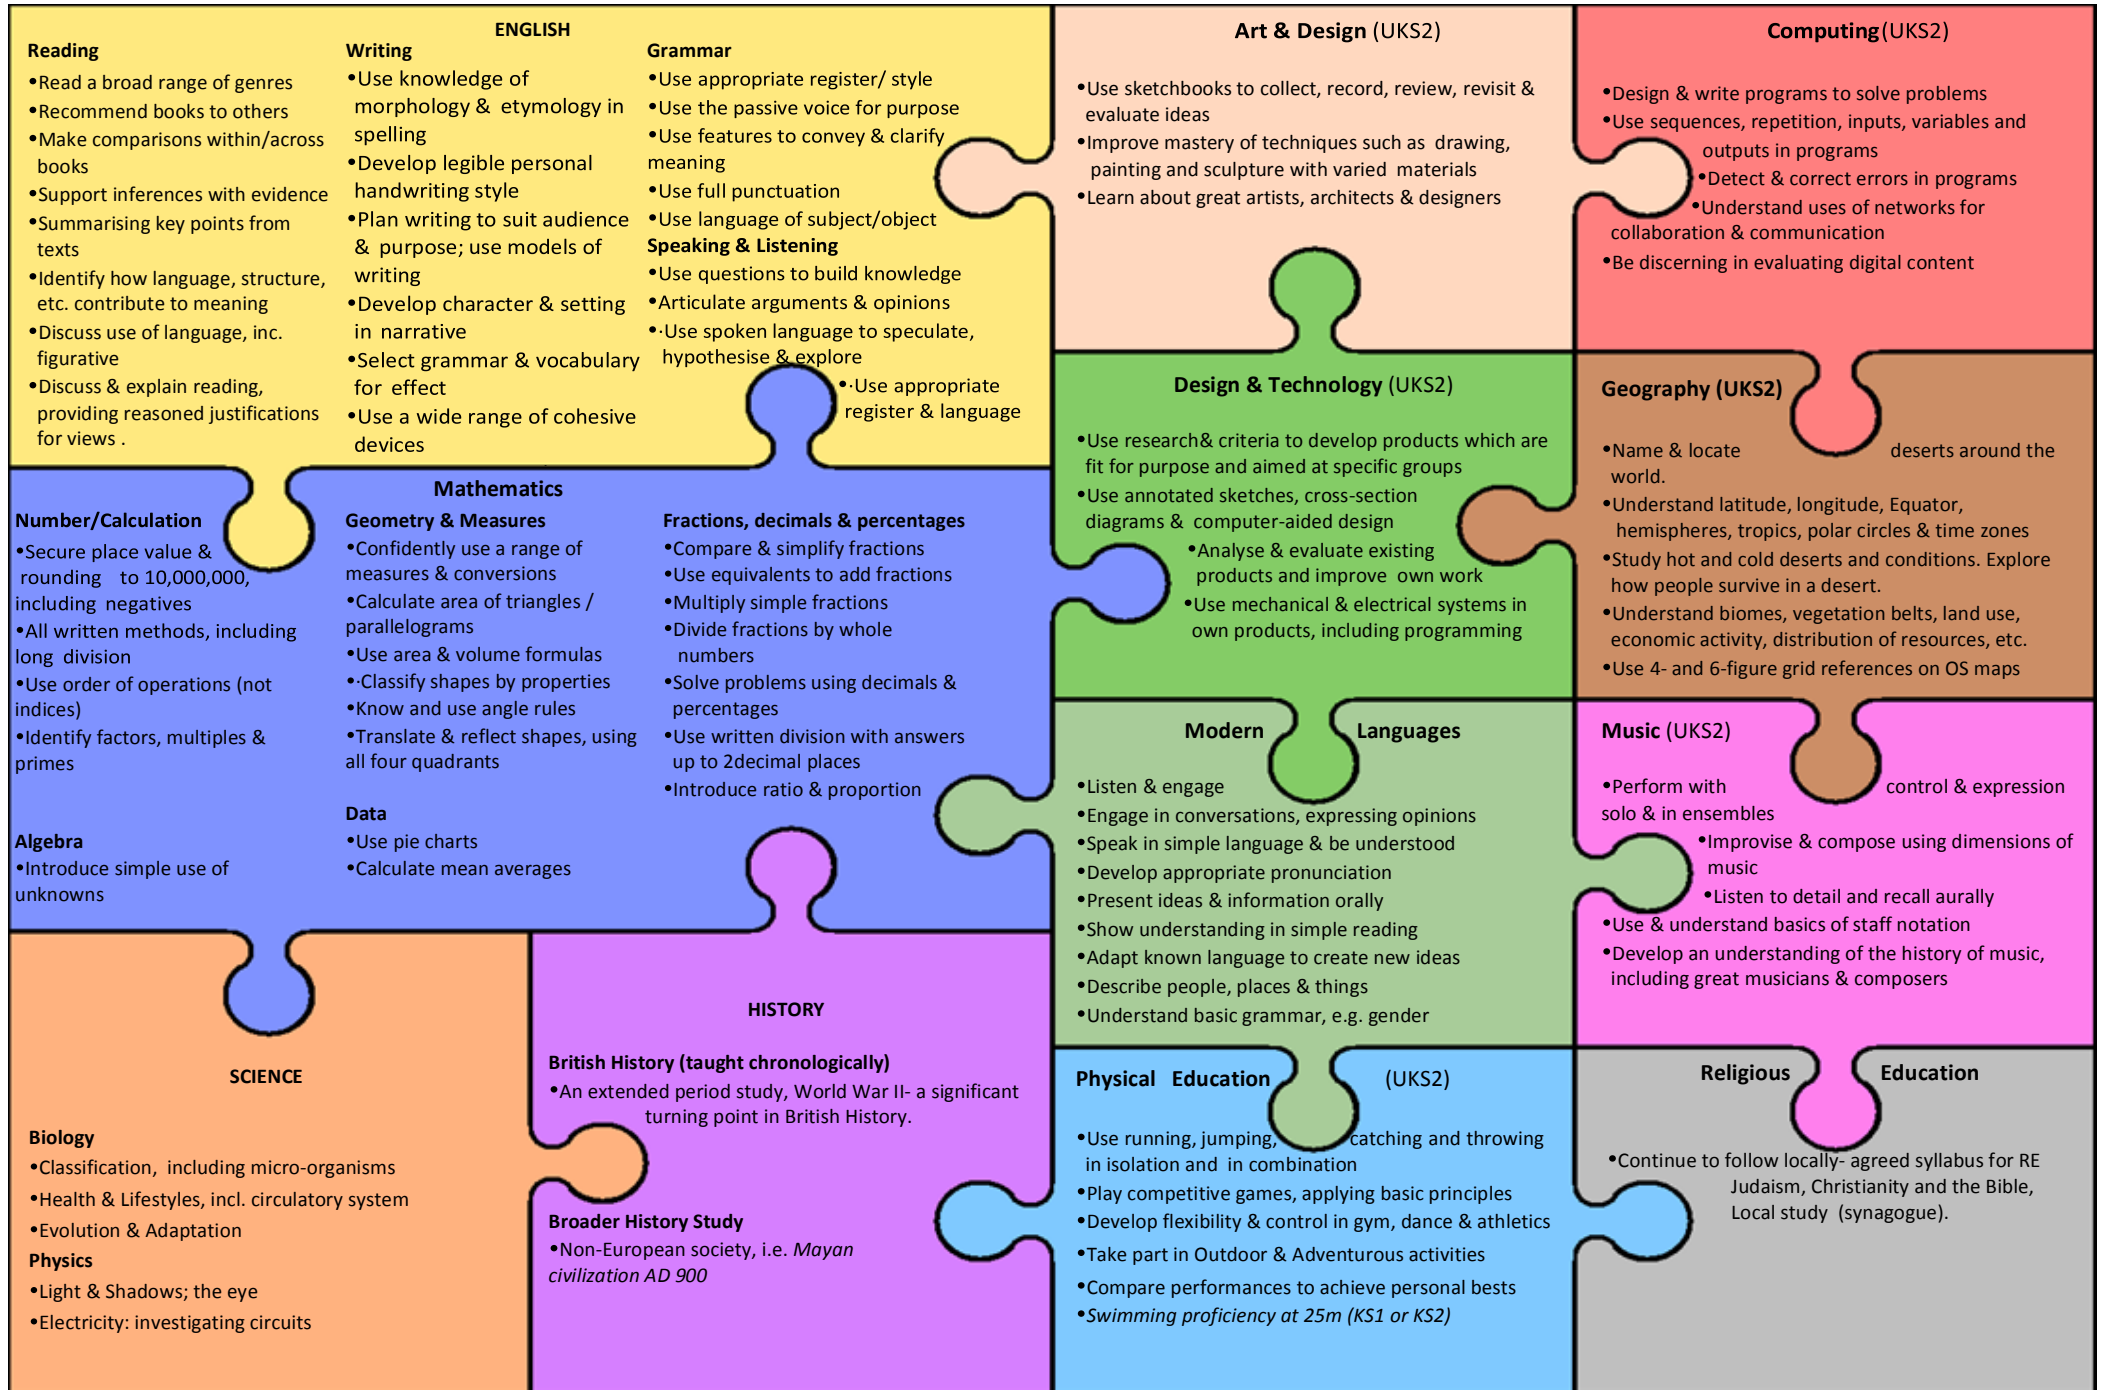 ENGLISH
Reading
•Read a broad range of genres
•Recommend books to others
•Make comparisons within/across
books
•Support inferences with evidence
•Summarising key points from
texts
•Identify how language, structure,
etc. contribute to meaning
•Discuss use of language, inc.
figurative
•Discuss & explain reading,
providing reasoned justifications
for views .
Writing
•Use knowledge of
morphology & etymology in
spelling
•Develop legible personal
handwriting style
•Plan writing to suit audience
& purpose; use models of
writing
•Develop character & setting
in narrative
•Select grammar & vocabulary
for effect
•Use a wide range of cohesive
devices
Grammar
•Use appropriate register/ style
•Use the passive voice for purpose
•Use features to convey & clarify
meaning
•Use full punctuation
•Use language of subject/object
Speaking & Listening
•Use questions to build knowledge
•Articulate arguments & opinions
•·Use spoken language to speculate,
hypothesise & explore
•·Use appropriate
register & language
Art & Design (UKS2)
•Use sketchbooks to collect, record, review, revisit &
evaluate ideas
•Improve mastery of techniques such as drawing,
painting and sculpture with varied materials
•Learn about great artists, architects & designers
Computing(UKS2)
•Design & write programs to solve problems
•Use sequences, repetition, inputs, variables and
outputs in programs
•Detect & correct errors in programs
•Understand uses of networks for
collaboration & communication
•Be discerning in evaluating digital content
Mathematics
Number/Calculation
•Secure place value &
rounding to 10,000,000,
including negatives
•All written methods, including
long division
•Use order of operations (not
indices)
•Identify factors, multiples &
primes
Algebra
•Introduce simple use of
unknowns
Geometry & Measures
•Confidently use a range of
measures & conversions
•Calculate area of triangles /
parallelograms
•Use area & volume formulas
•·Classify shapes by properties
•Know and use angle rules
•Translate & reflect shapes, using
all four quadrants
Data
•Use pie charts
•Calculate mean averages
Fractions, decimals & percentages
•Compare & simplify fractions
•Use equivalents to add fractions
•Multiply simple fractions
•Divide fractions by whole
numbers
•Solve problems using decimals &
percentages
•Use written division with answers
up to 2decimal places
•Introduce ratio & proportion
Design & Technology (UKS2)
•Use research& criteria to develop products which are
fit for purpose and aimed at specific groups
•Use annotated sketches, cross-section
diagrams & computer-aided design
•Analyse & evaluate existing
products and improve own work
•Use mechanical & electrical systems in
own products, including programming
Geography (UKS2)
•Name & locate deserts around the
world.
•Understand latitude, longitude, Equator,
hemispheres, tropics, polar circles & time zones
•Study hot and cold deserts and conditions. Explore
how people survive in a desert.
•Understand biomes, vegetation belts, land use,
economic activity, distribution of resources, etc.
•Use 4- and 6-figure grid references on OS maps
Modern Languages
•Listen & engage
•Engage in conversations, expressing opinions
•Speak in simple language & be understood
•Develop appropriate pronunciation
•Present ideas & information orally
•Show understanding in simple reading
•Adapt known language to create new ideas
•Describe people, places & things
•Understand basic grammar, e.g. gender
Music (UKS2)
•Perform with control & expression
solo & in ensembles
•Improvise & compose using dimensions of
music
•Listen to detail and recall aurally
•Use & understand basics of staff notation
•Develop an understanding of the history of music,
including great musicians & composers
SCIENCE
Biology
•Classification, including micro-organisms
•Health & Lifestyles, incl. circulatory system
•Evolution & Adaptation
Physics
•Light & Shadows; the eye
•Electricity: investigating circuits
HISTORY
British History (taught chronologically)
•An extended period study, World War II- a significant
turning point in British History.
Broader History Study
•Non-European society, i.e. Mayan
civilization AD 900
Physical Education (UKS2)
•Use running, jumping, catching and throwing
in isolation and in combination
•Play competitive games, applying basic principles
•Develop flexibility & control in gym, dance & athletics
•Take part in Outdoor & Adventurous activities
•Compare performances to achieve personal bests
•Swimming proficiency at 25m (KS1 or KS2)
Religious Education
•Continue to follow locally- agreed syllabus for RE
Judaism, Christianity and the Bible,
Local study (synagogue).